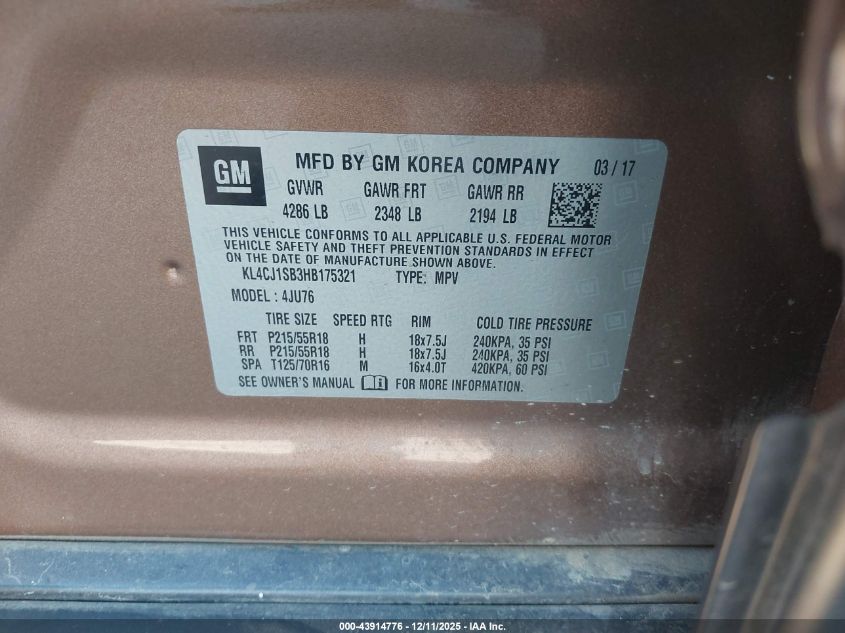 GM
MFD BY GM KOREA COMPANY 03 / 17
GVWR GAWR FRT GAWR RR
4286 LB 2348 LB 2194 LB
THIS VEHICLE CONFORMS TO ALL APPLICABLE U.S. FEDERAL MOTOR
VEHICLE SAFETY AND THEFT PREVENTION STANDARDS IN EFFECT
ON THE DATE OF MANUFACTURE SHOWN ABOVE.
KL4CJ1SB3HB175321 TYPE: MPV
MODEL : 4JU76
TIRE SIZE SPEED RTG RIM COLD TIRE PRESSURE
FRT P215/55R18 H 18x7.5J 240KPA, 35 PSI
RR P215/55R18 H 18x7.5J 240KPA, 35 PSI
SPA T125/70R16 M 16x4.0T 420KPA, 60 PSI
SEE OWNER'S MANUAL FOR MORE INFORMATION.
000-43914776 - 12/11/2025 - IAA Inc.